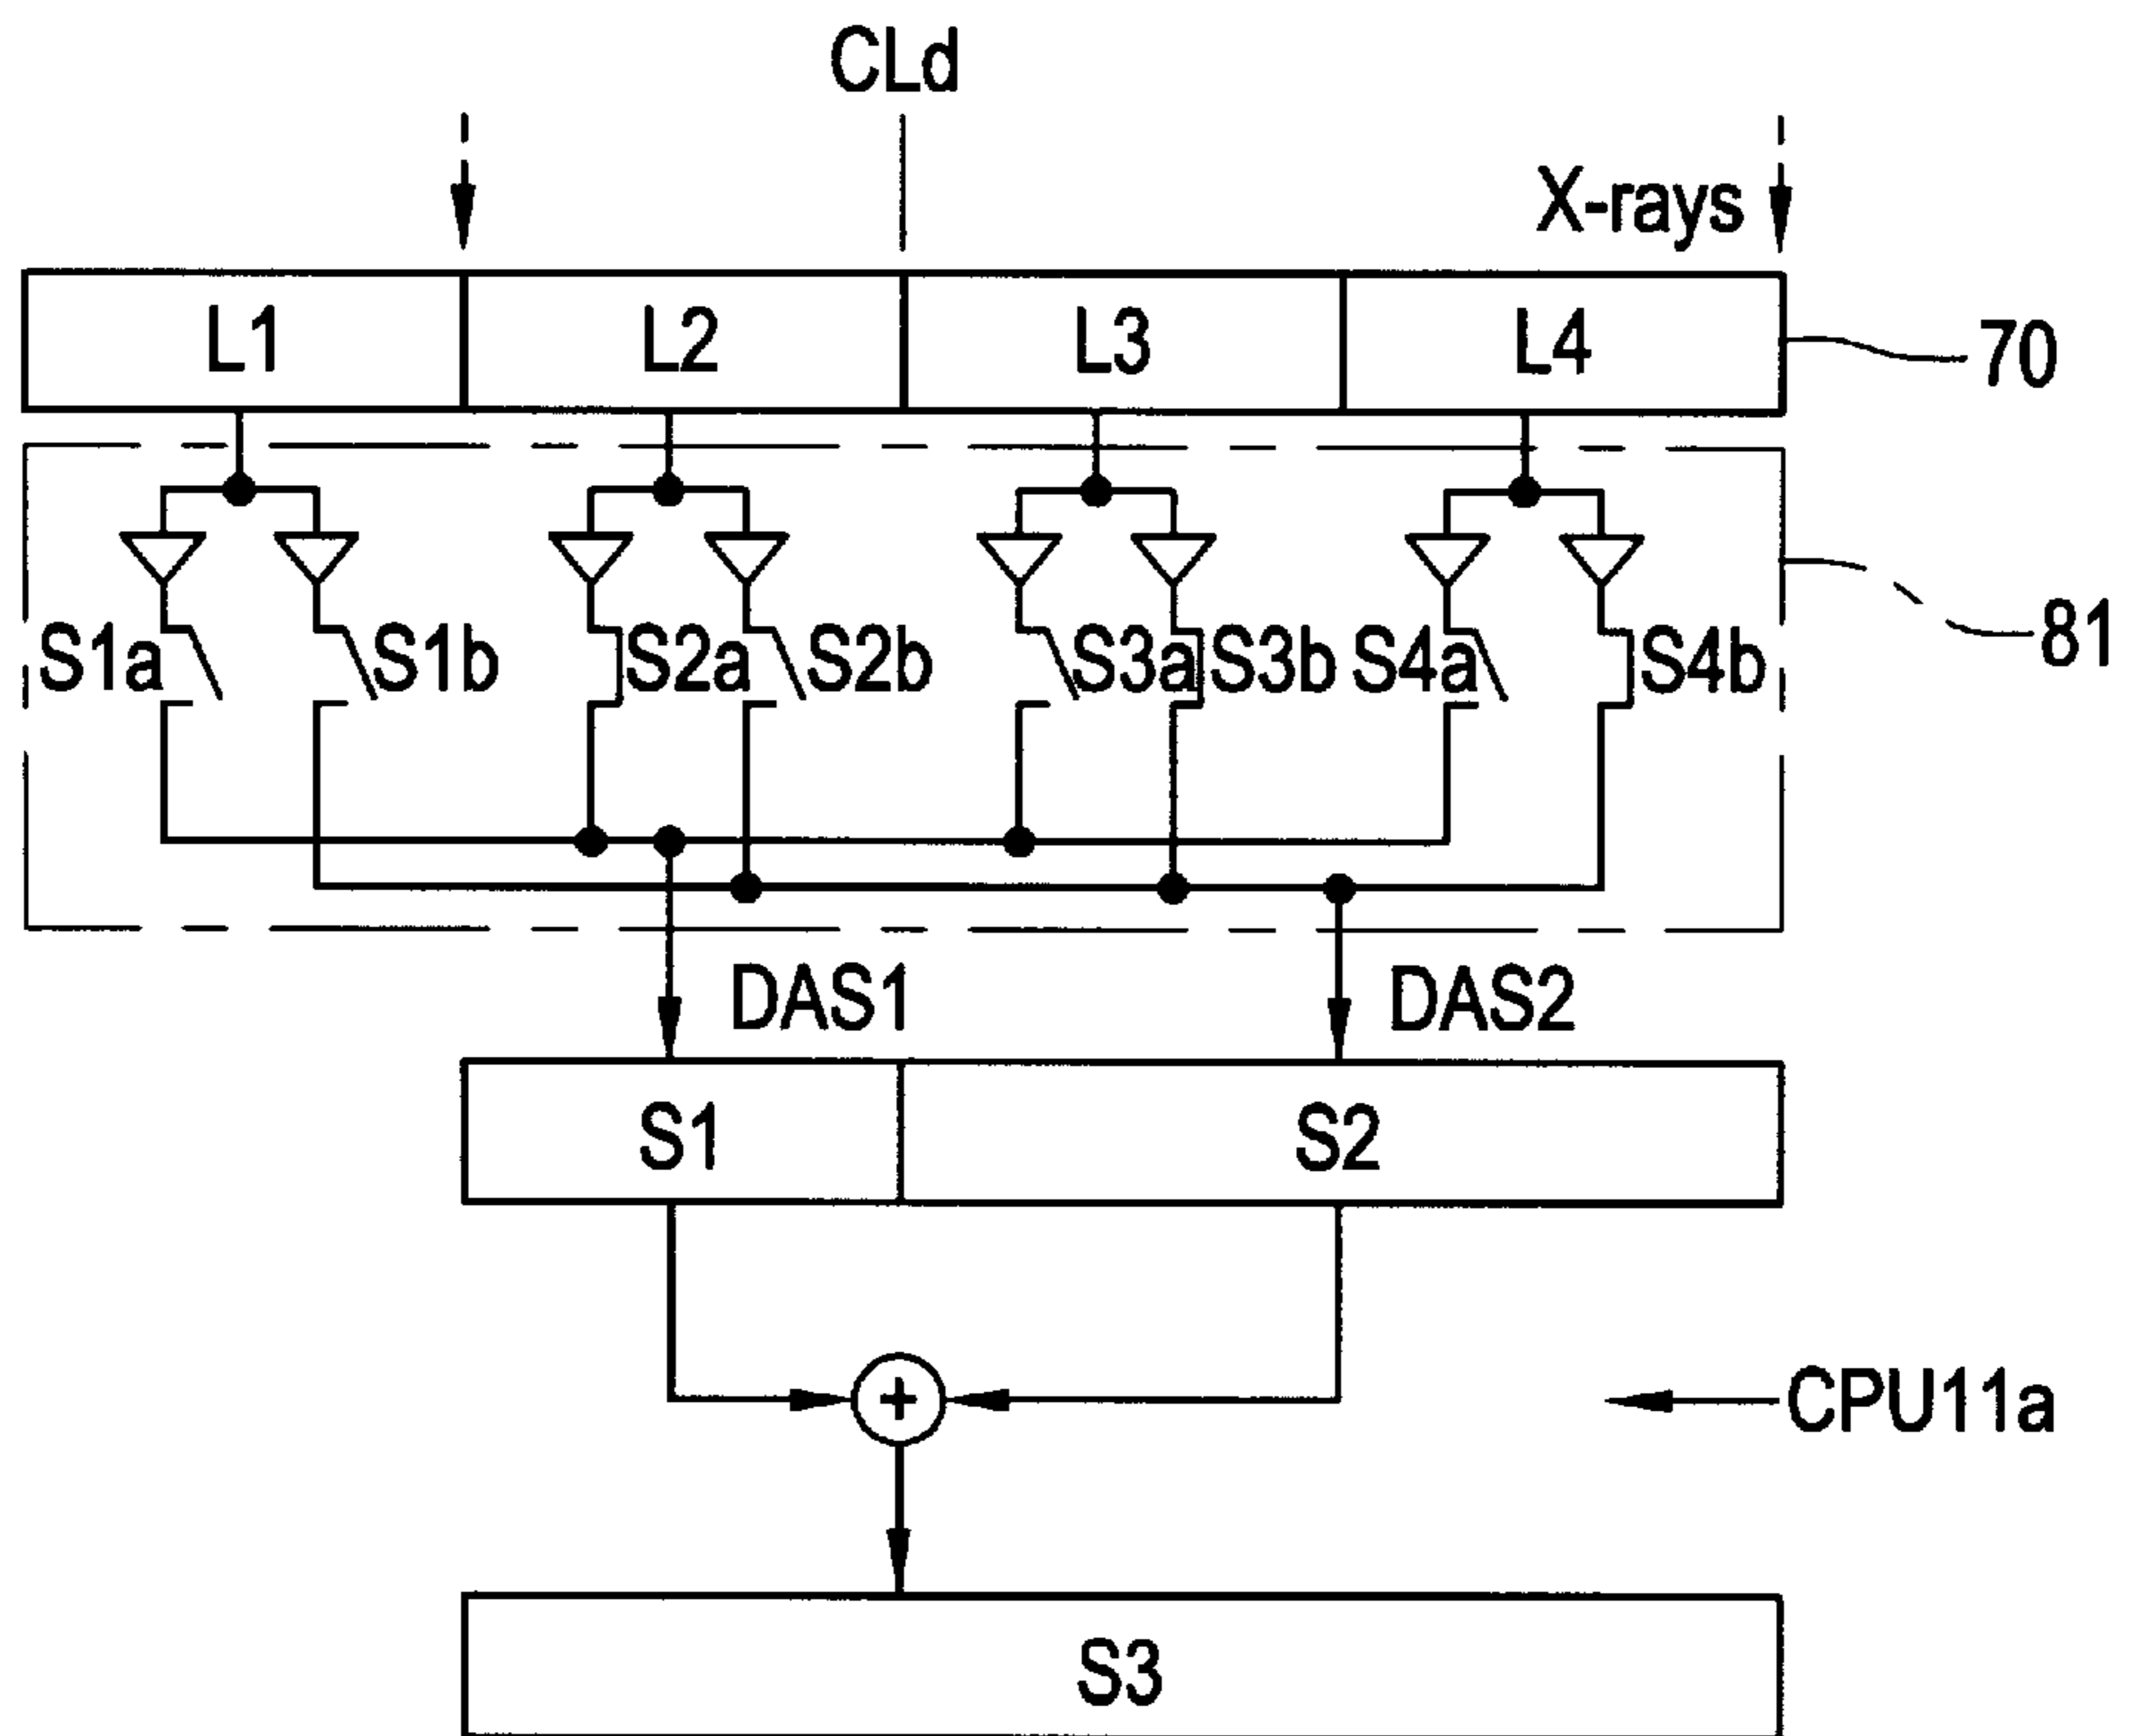 CLd
X-rays
L1 L2 L3 L4
70
S1a S1b S2a S2b S3a S3b S4a S4b
81
DAS1 DAS2
S1 S2
+
CPU11a
S3